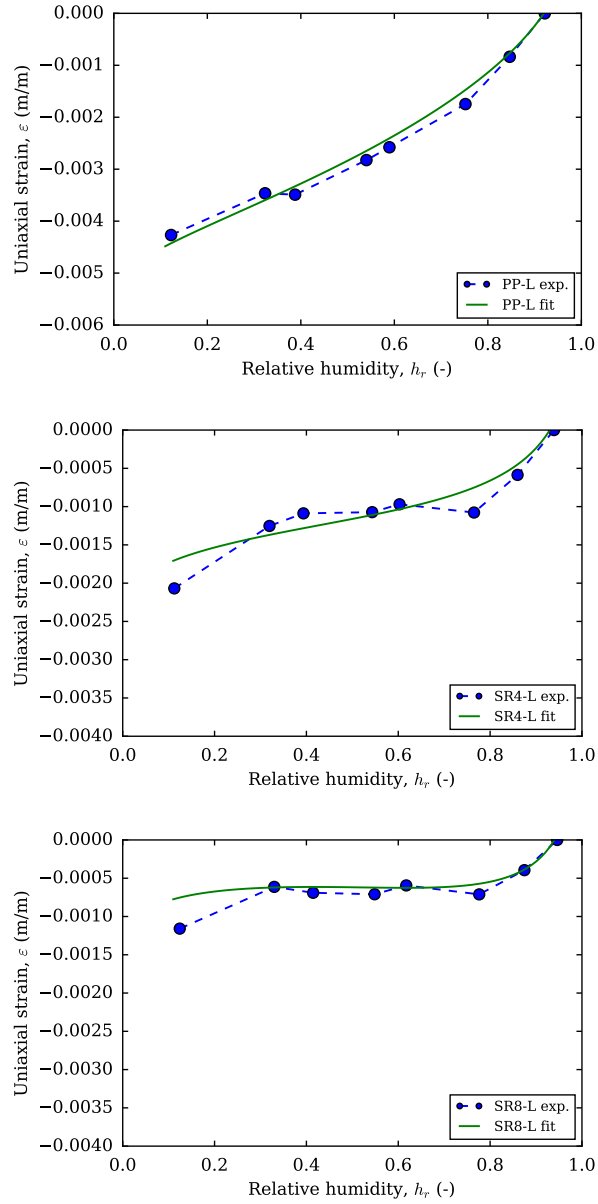 0.000
−0.001
−0.002
−0.003
−0.004
−0.005
−0.006
Uniaxial strain, ε (m/m)
PP-L exp.
PP-L fit
0.0 0.2 0.4 0.6 0.8 1.0
Relative humidity, hᵣ (-)
0.0000
−0.0005
−0.0010
−0.0015
−0.0020
−0.0025
−0.0030
−0.0035
−0.0040
Uniaxial strain, ε (m/m)
SR4-L exp.
SR4-L fit
0.0 0.2 0.4 0.6 0.8 1.0
Relative humidity, hᵣ (-)
0.0000
−0.0005
−0.0010
−0.0015
−0.0020
−0.0025
−0.0030
−0.0035
−0.0040
Uniaxial strain, ε (m/m)
SR8-L exp.
SR8-L fit
0.0 0.2 0.4 0.6 0.8 1.0
Relative humidity, hᵣ (-)